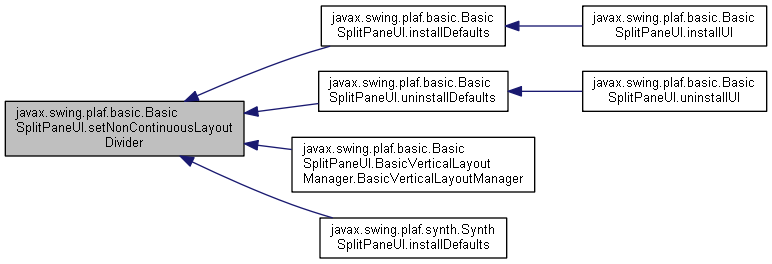 javax.swing.plaf.basic.Basic
SplitPaneUI.setNonContinuousLayout
Divider
javax.swing.plaf.basic.Basic
SplitPaneUI.installDefaults
javax.swing.plaf.basic.Basic
SplitPaneUI.installUI
javax.swing.plaf.basic.Basic
SplitPaneUI.uninstallDefaults
javax.swing.plaf.basic.Basic
SplitPaneUI.uninstallUI
javax.swing.plaf.basic.Basic
SplitPaneUI.BasicVerticalLayout
Manager.BasicVerticalLayoutManager
javax.swing.plaf.synth.Synth
SplitPaneUI.installDefaults